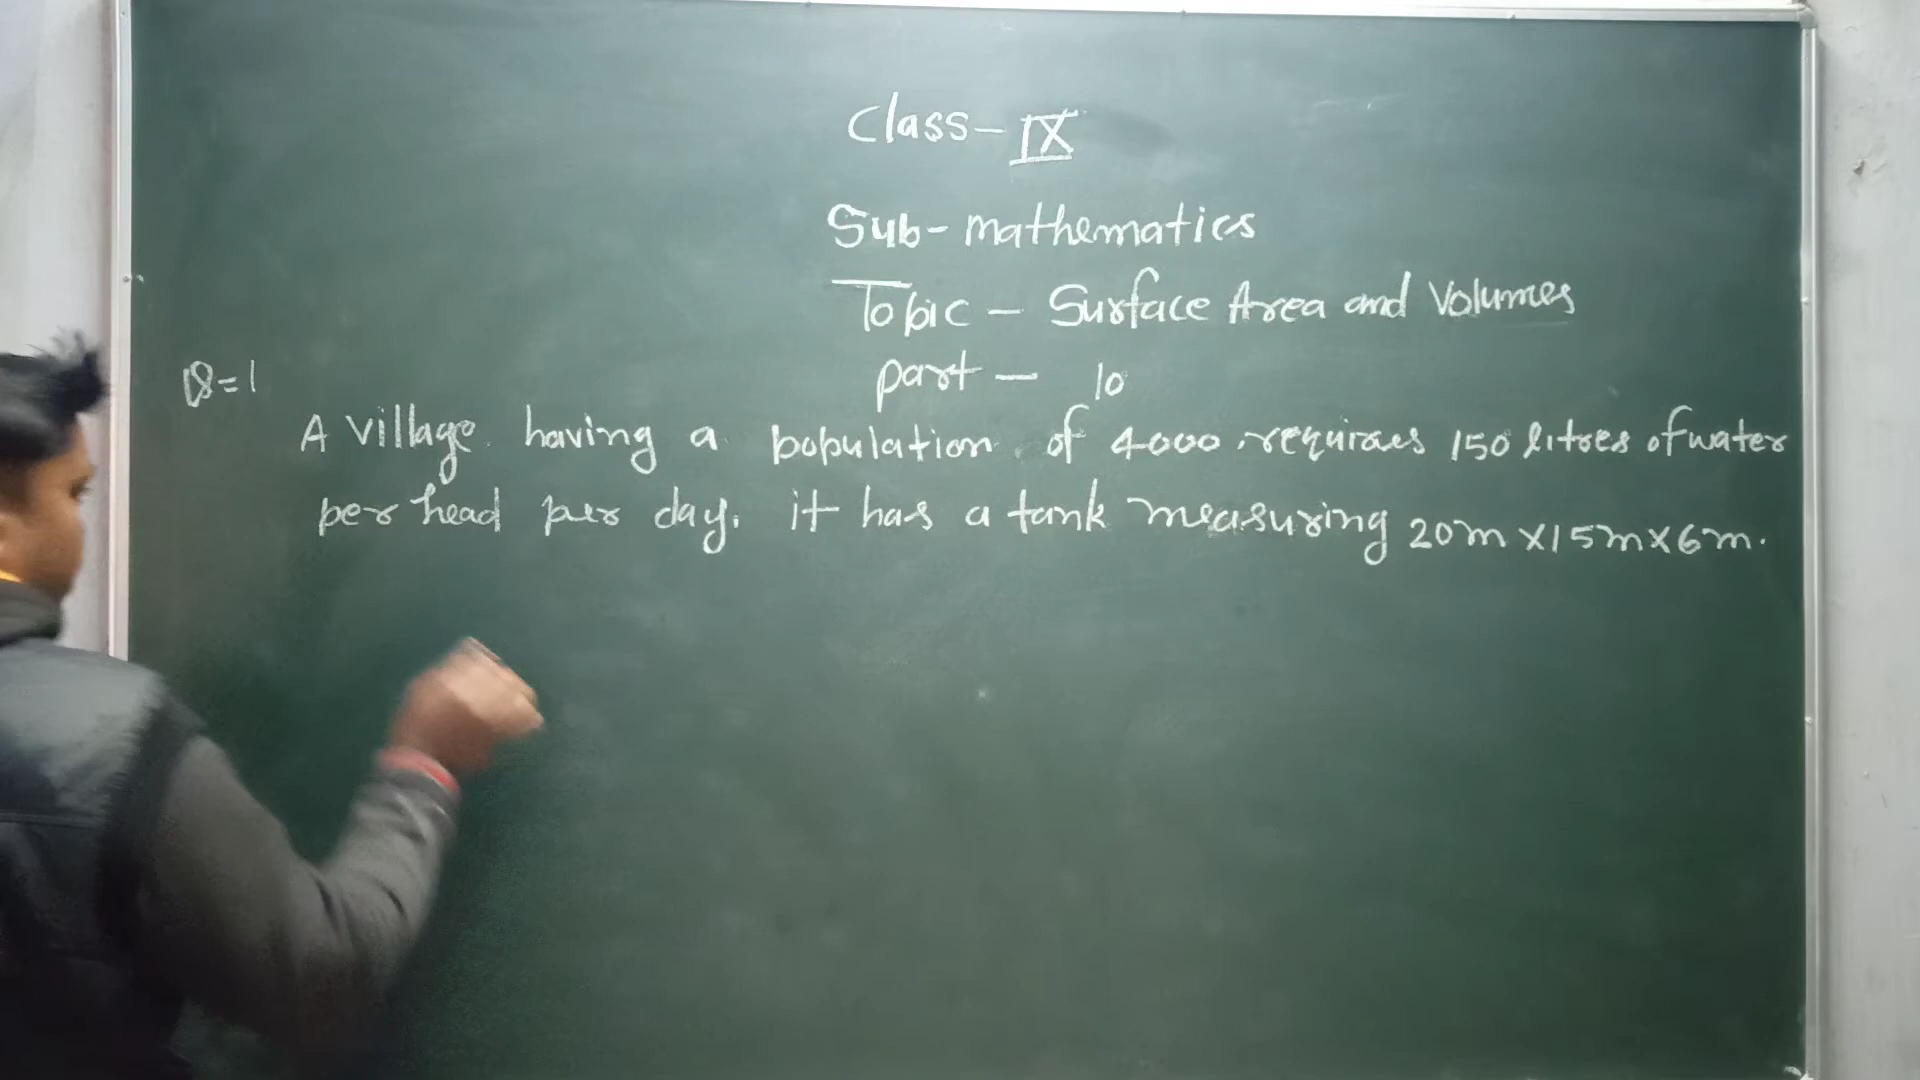 Class - IX
Sub - mathematics
Topic - Surface Area and Volumes
part - 10
Q=1
A village having a population of 4000 requires 150 litres of water
per head per day. it has a tank measuring 20m×15m×6m.